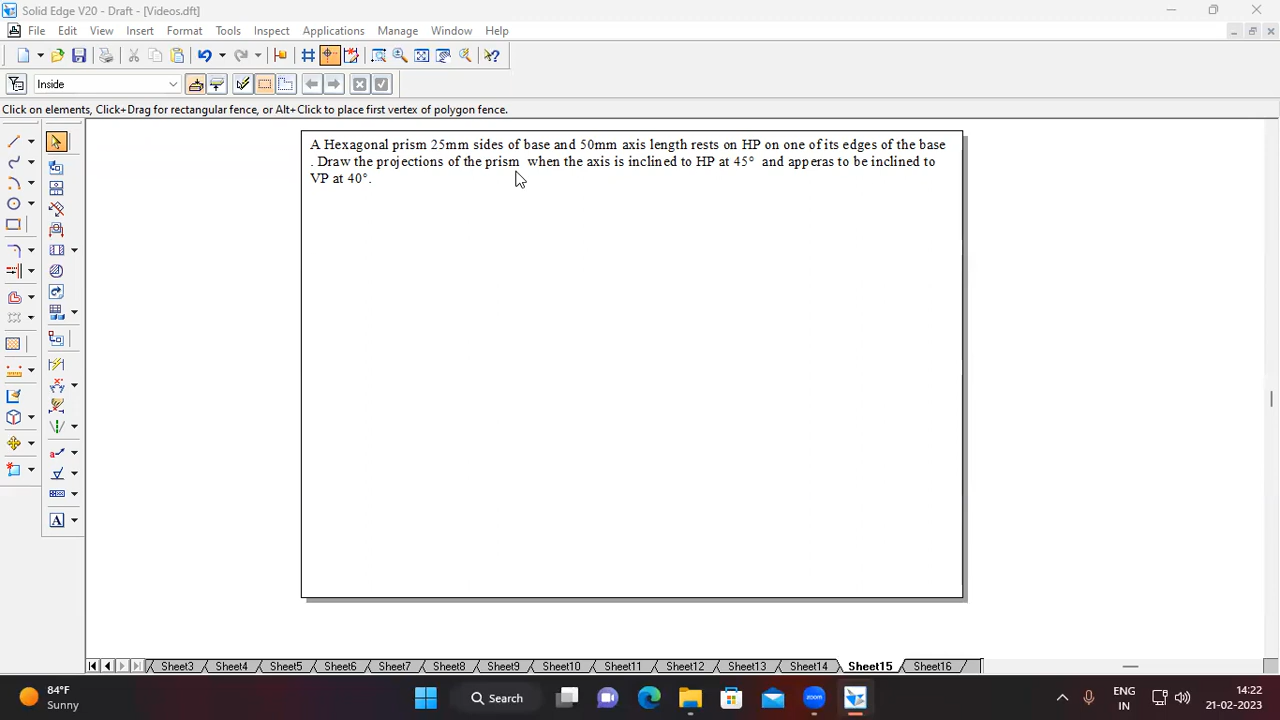 Solid Edge V20 - Draft - [Videos.dft]
File Edit View Insert Format Tools Inspect Applications Manage Window Help
Inside
Click on elements, Click+Drag for rectangular fence, or Alt+Click to place first vertex of polygon fence.
A Hexagonal prism 25mm sides of base and 50mm axis length rests on HP on one of its edges of the base
. Draw the projections of the prism when the axis is inclined to HP at 45° and apperas to be inclined to
VP at 40°.
A
Sheet3 Sheet4 Sheet5 Sheet6 Sheet7 Sheet8 Sheet9 Sheet10 Sheet11 Sheet12 Sheet13 Sheet14 Sheet15 Sheet16
84°F
Sunny
Search
zoom
ENG
IN
14:22
21-02-2023